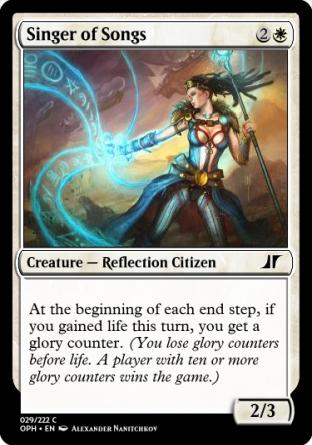 Singer of Songs 2
Creature — Reflection Citizen
At the beginning of each end step, if
you gained life this turn, you get a
glory counter. (You lose glory counters
before life. A player with ten or more
glory counters wins the game.)
029/222 C
OPH • EN Alexander Nanitchkov
2/3